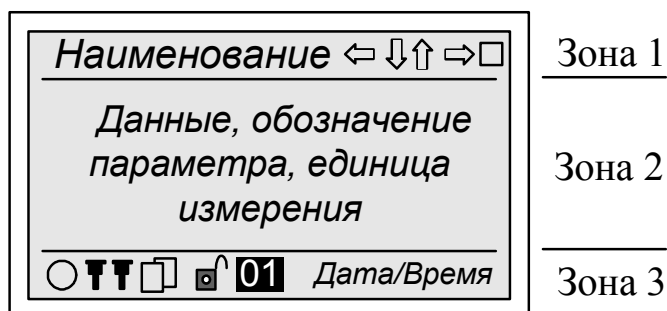 Наименование
Зона 1
Данные, обозначение
параметра, единица
измерения
Зона 2
01 Дата/Время
Зона 3